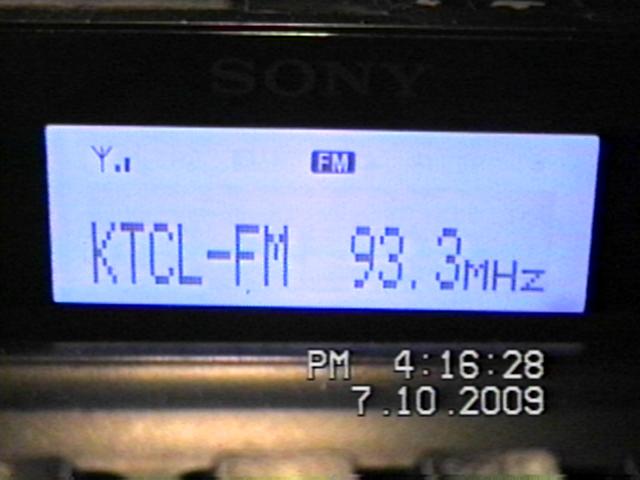 SONY
FM
KTCL-FM 93.3MHz
PM 4:16:28
7.10.2009